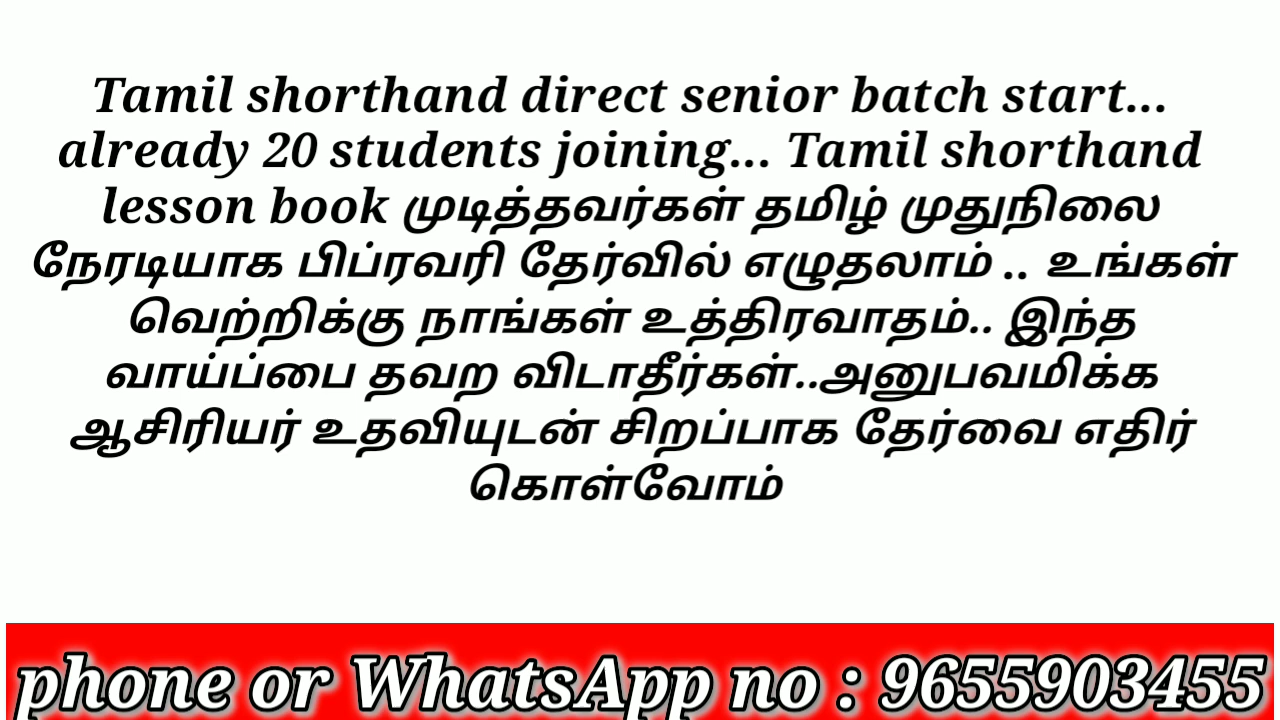 Tamil shorthand direct senior batch start...
already 20 students joining... Tamil shorthand
lesson book முடித்தவர்கள் தமிழ் முதுநிலை
நேரடியாக பிப்ரவரி தேர்வில் எழுதலாம் .. உங்கள்
வெற்றிக்கு நாங்கள் உத்திரவாதம்.. இந்த
வாய்ப்பை தவற விடாதீர்கள்..அனுபவமிக்க
ஆசிரியர் உதவியுடன் சிறப்பாக தேர்வை எதிர்
கொள்வோம்
phone or WhatsApp no : 9655903455